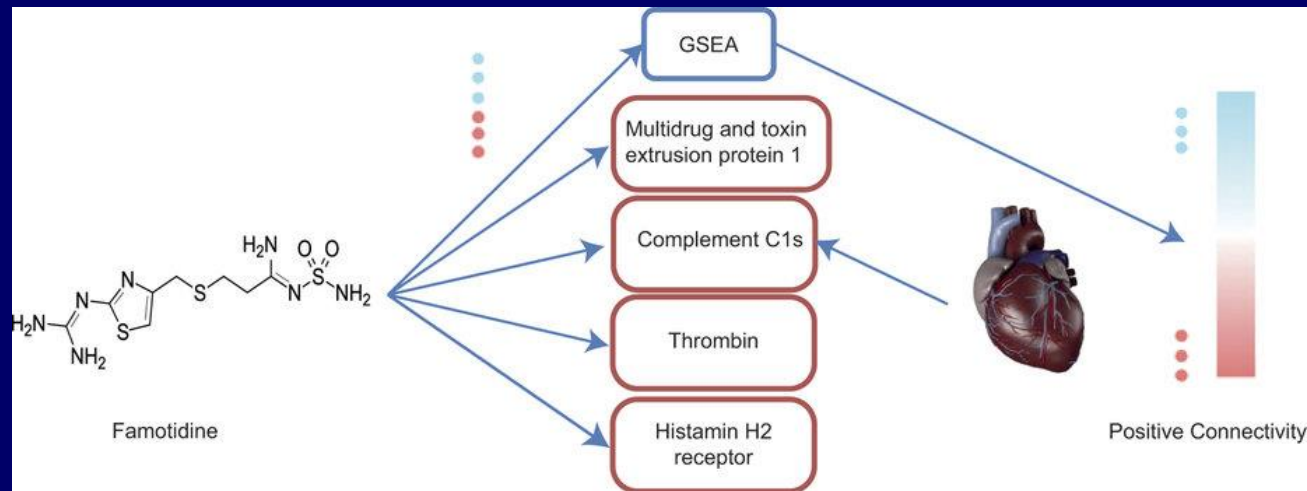 GSEA
Multidrug and toxin
extrusion protein 1
Complement C1s
Thrombin
Histamin H2
receptor
H₂N
O O
N
S
S
N
NH₂
N
S
H₂N
NH₂
Famotidine
Positive Connectivity